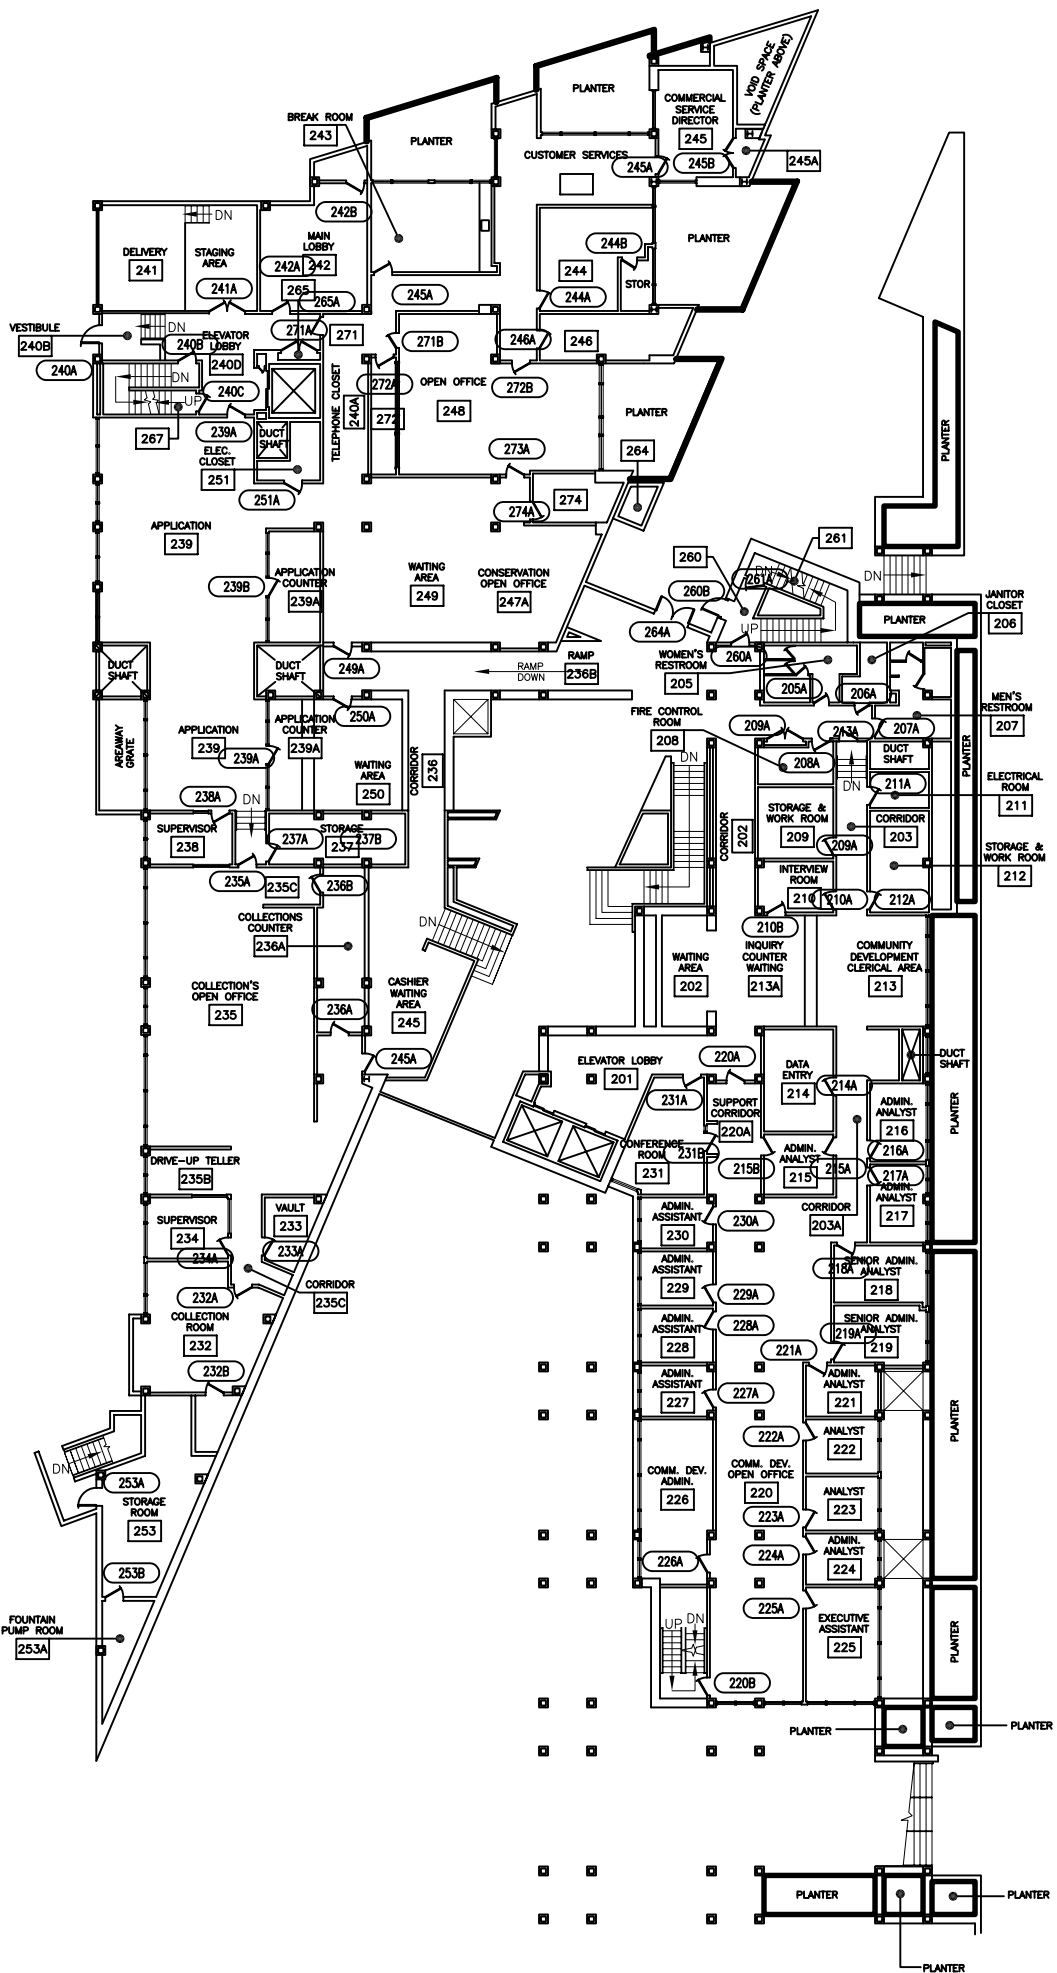 VOID SPACE
(PLANTER ABOVE)
PLANTER
COMMERCIAL
SERVICE
DIRECTOR
245
BREAK ROOM
243
PLANTER
CUSTOMER SERVICES
245A
245B
245A
242B
DN
MAIN
LOBBY
242
242A
DELIVERY
241
STAGING
AREA
241A
244B
PLANTER
244
244A
STOR
265
265A
245A
VESTIBULE
240B
DN
240B
ELEVATOR
LOBBY
240D
271A
271
271B
246A
246
240A
DN
240C
UP
272A
272
OPEN OFFICE
248
272B
PLANTER
TELEPHONE CLOSET
240A
267
239A
DUCT
SHAFT
ELEC.
CLOSET
251
251A
273A
264
274
274A
PLANTER
APPLICATION
239
239B
APPLICATION
COUNTER
239A
WAITING
AREA
249
CONSERVATION
OPEN OFFICE
247A
261
260
DN
261A
260B
DN
JANITOR
CLOSET
206
PLANTER
264A
UP
260A
DUCT
SHAFT
DUCT
SHAFT
249A
RAMP
DOWN
RAMP
236B
WOMEN'S
RESTROOM
205
205A
206A
MEN'S
RESTROOM
207
207A
AREAWAY
GRATE
APPLICATION
239
239A
APPLICATION
COUNTER
239A
250A
WAITING
AREA
250
CORRIDOR
236
FIRE CONTROL
ROOM
208
209A
213A
208A
DN
DUCT
SHAFT
PLANTER
DN
211A
ELECTRICAL
ROOM
211
238A
DN
SUPERVISOR
238
237A
STORAGE
237
237B
CORRIDOR
202
STORAGE &
WORK ROOM
209
209A
CORRIDOR
203
STORAGE &
WORK ROOM
212
235A
235C
236B
INTERVIEW
ROOM
210
210A
212A
COLLECTIONS
COUNTER
236A
DN
210B
WAITING
AREA
202
INQUIRY
COUNTER
WAITING
213A
COMMUNITY
DEVELOPMENT
CLERICAL AREA
213
COLLECTION'S
OPEN OFFICE
235
CASHIER
WAITING
AREA
245
236A
245A
ELEVATOR LOBBY
201
220A
DATA
ENTRY
214
214A
DUCT
SHAFT
PLANTER
231A
SUPPORT
CORRIDOR
220A
ADMIN.
ANALYST
216
216A
CONFERENCE
ROOM
231
231B
215B
ADMIN.
ANALYST
215
215A
217A
ADMIN.
ANALYST
217
DRIVE-UP TELLER
235B
CORRIDOR
203A
SUPERVISOR
234
234A
VAULT
233
233A
ADMIN.
ASSISTANT
230
230A
CORRIDOR
235C
232A
COLLECTION
ROOM
232
ADMIN.
ASSISTANT
229
229A
218A
SENIOR ADMIN.
ANALYST
218
ADMIN.
ASSISTANT
228
228A
219A
SENIOR ADMIN.
ANALYST
219
232B
221A
ADMIN.
ASSISTANT
227
227A
ADMIN.
ANALYST
221
PLANTER
222A
ANALYST
222
DN
253A
STORAGE
ROOM
253
COMM. DEV.
ADMIN.
226
COMM. DEV.
OPEN OFFICE
220
ANALYST
223
223A
226A
224A
ADMIN.
ANALYST
224
253B
225A
FOUNTAIN
PUMP ROOM
253A
UP
DN
EXECUTIVE
ASSISTANT
225
PLANTER
220B
PLANTER
PLANTER
PLANTER
PLANTER
PLANTER